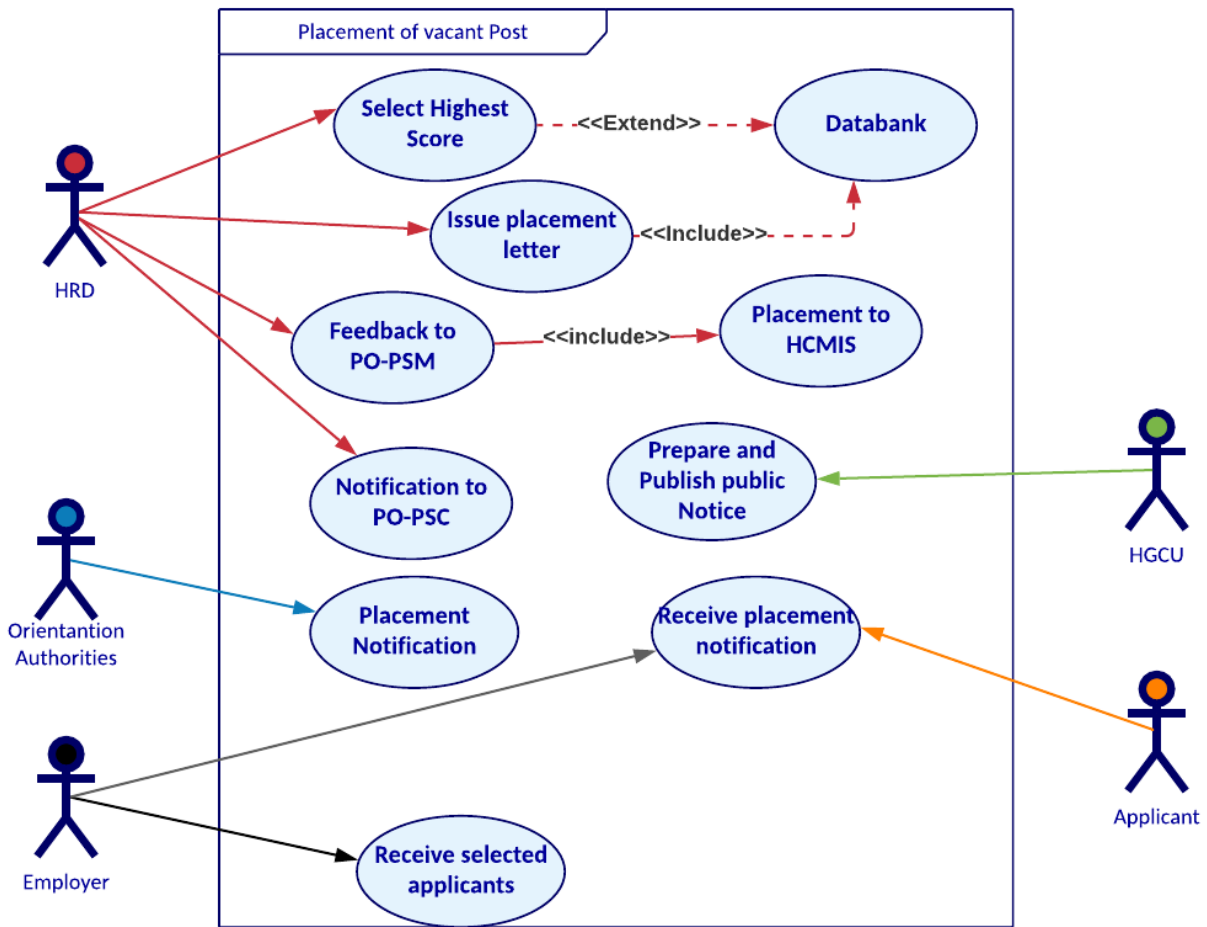 Placement of vacant Post
Select Highest
Score
<<Extend>>
Databank
Issue placement
letter
<<Include>>
HRD
Feedback to
PO-PSM
<<include>>
Placement to
HCMIS
Notification to
PO-PSC
Prepare and
Publish public
Notice
HGCU
Orientantion
Authorities
Placement
Notification
Receive placement
notification
Applicant
Employer
Receive selected
applicants